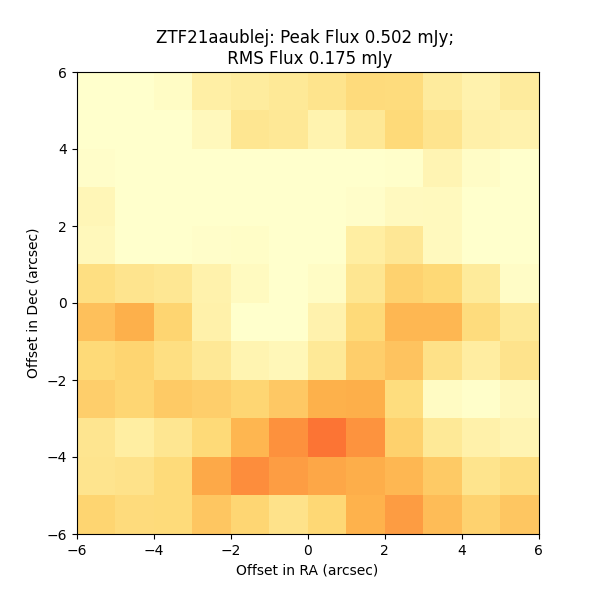 ZTF21aaublej: Peak Flux 0.502 mJy;
RMS Flux 0.175 mJy
6
4
2
0
−2
−4
−6
Offset in Dec (arcsec)
−6 −4 −2 0 2 4 6
Offset in RA (arcsec)